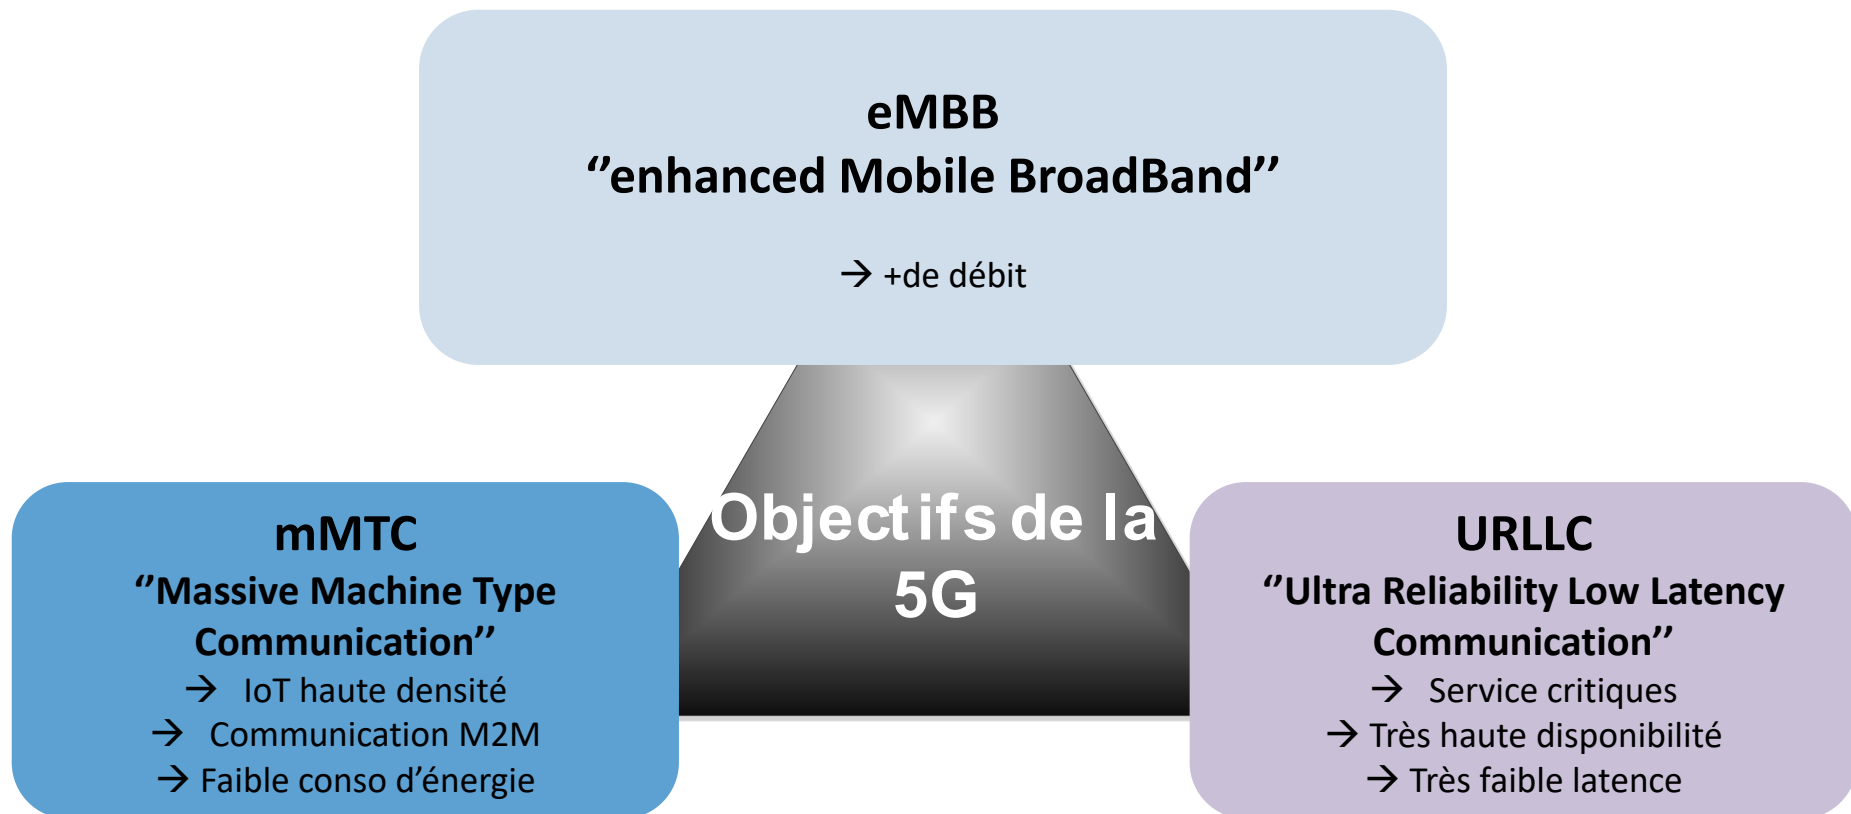 eMBB
‘’enhanced Mobile BroadBand’’
→ +de débit
Objectifs de la
5G
mMTC
‘’Massive Machine Type
Communication’’
→ IoT haute densité
→ Communication M2M
→ Faible conso d’énergie
URLLC
‘’Ultra Reliability Low Latency
Communication’’
→ Service critiques
→ Très haute disponibilité
→ Très faible latence